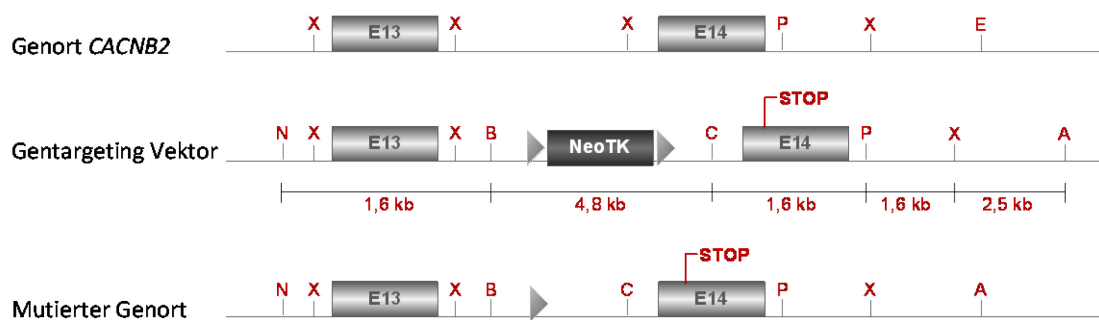 X X X P X E
Genort CACNB2 E13 E14
STOP
N X X B C P X A
Gentargeting Vektor E13 NeoTK E14
1,6 kb 4,8 kb 1,6 kb 1,6 kb 2,5 kb
STOP
N X X B C P X A
Mutierter Genort E13 E14